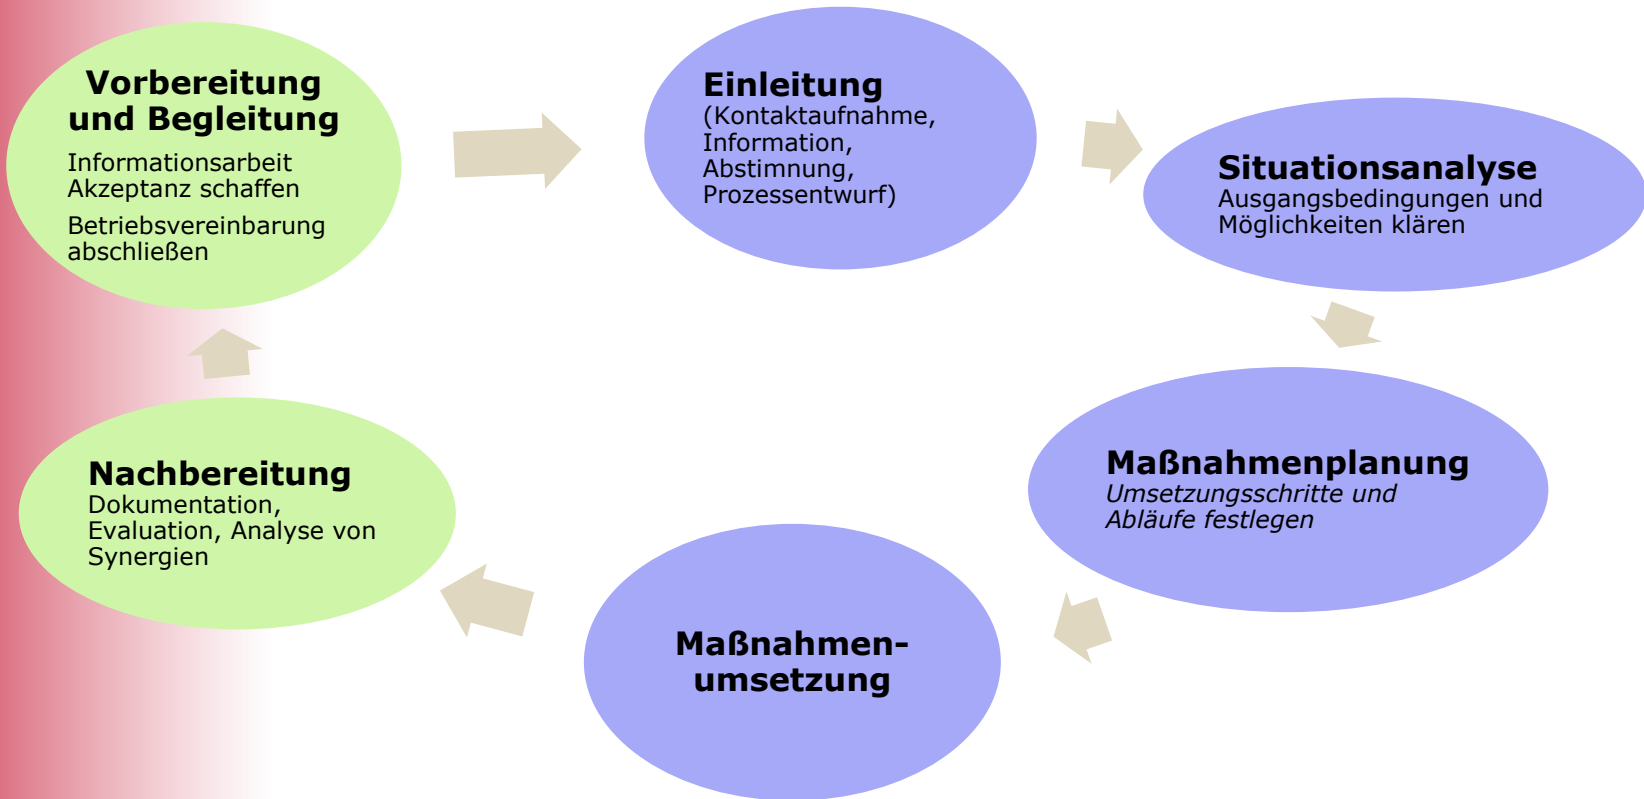 Vorbereitung
und Begleitung
Informationsarbeit
Akzeptanz schaffen
Betriebsvereinbarung
abschließen
Einleitung
(Kontaktaufnahme,
Information,
Abstimnung,
Prozessentwurf)
Situationsanalyse
Ausgangsbedingungen und
Möglichkeiten klären
Maßnahmenplanung
Umsetzungsschritte und
Abläufe festlegen
Maßnahmen-
umsetzung
Nachbereitung
Dokumentation,
Evaluation, Analyse von
Synergien